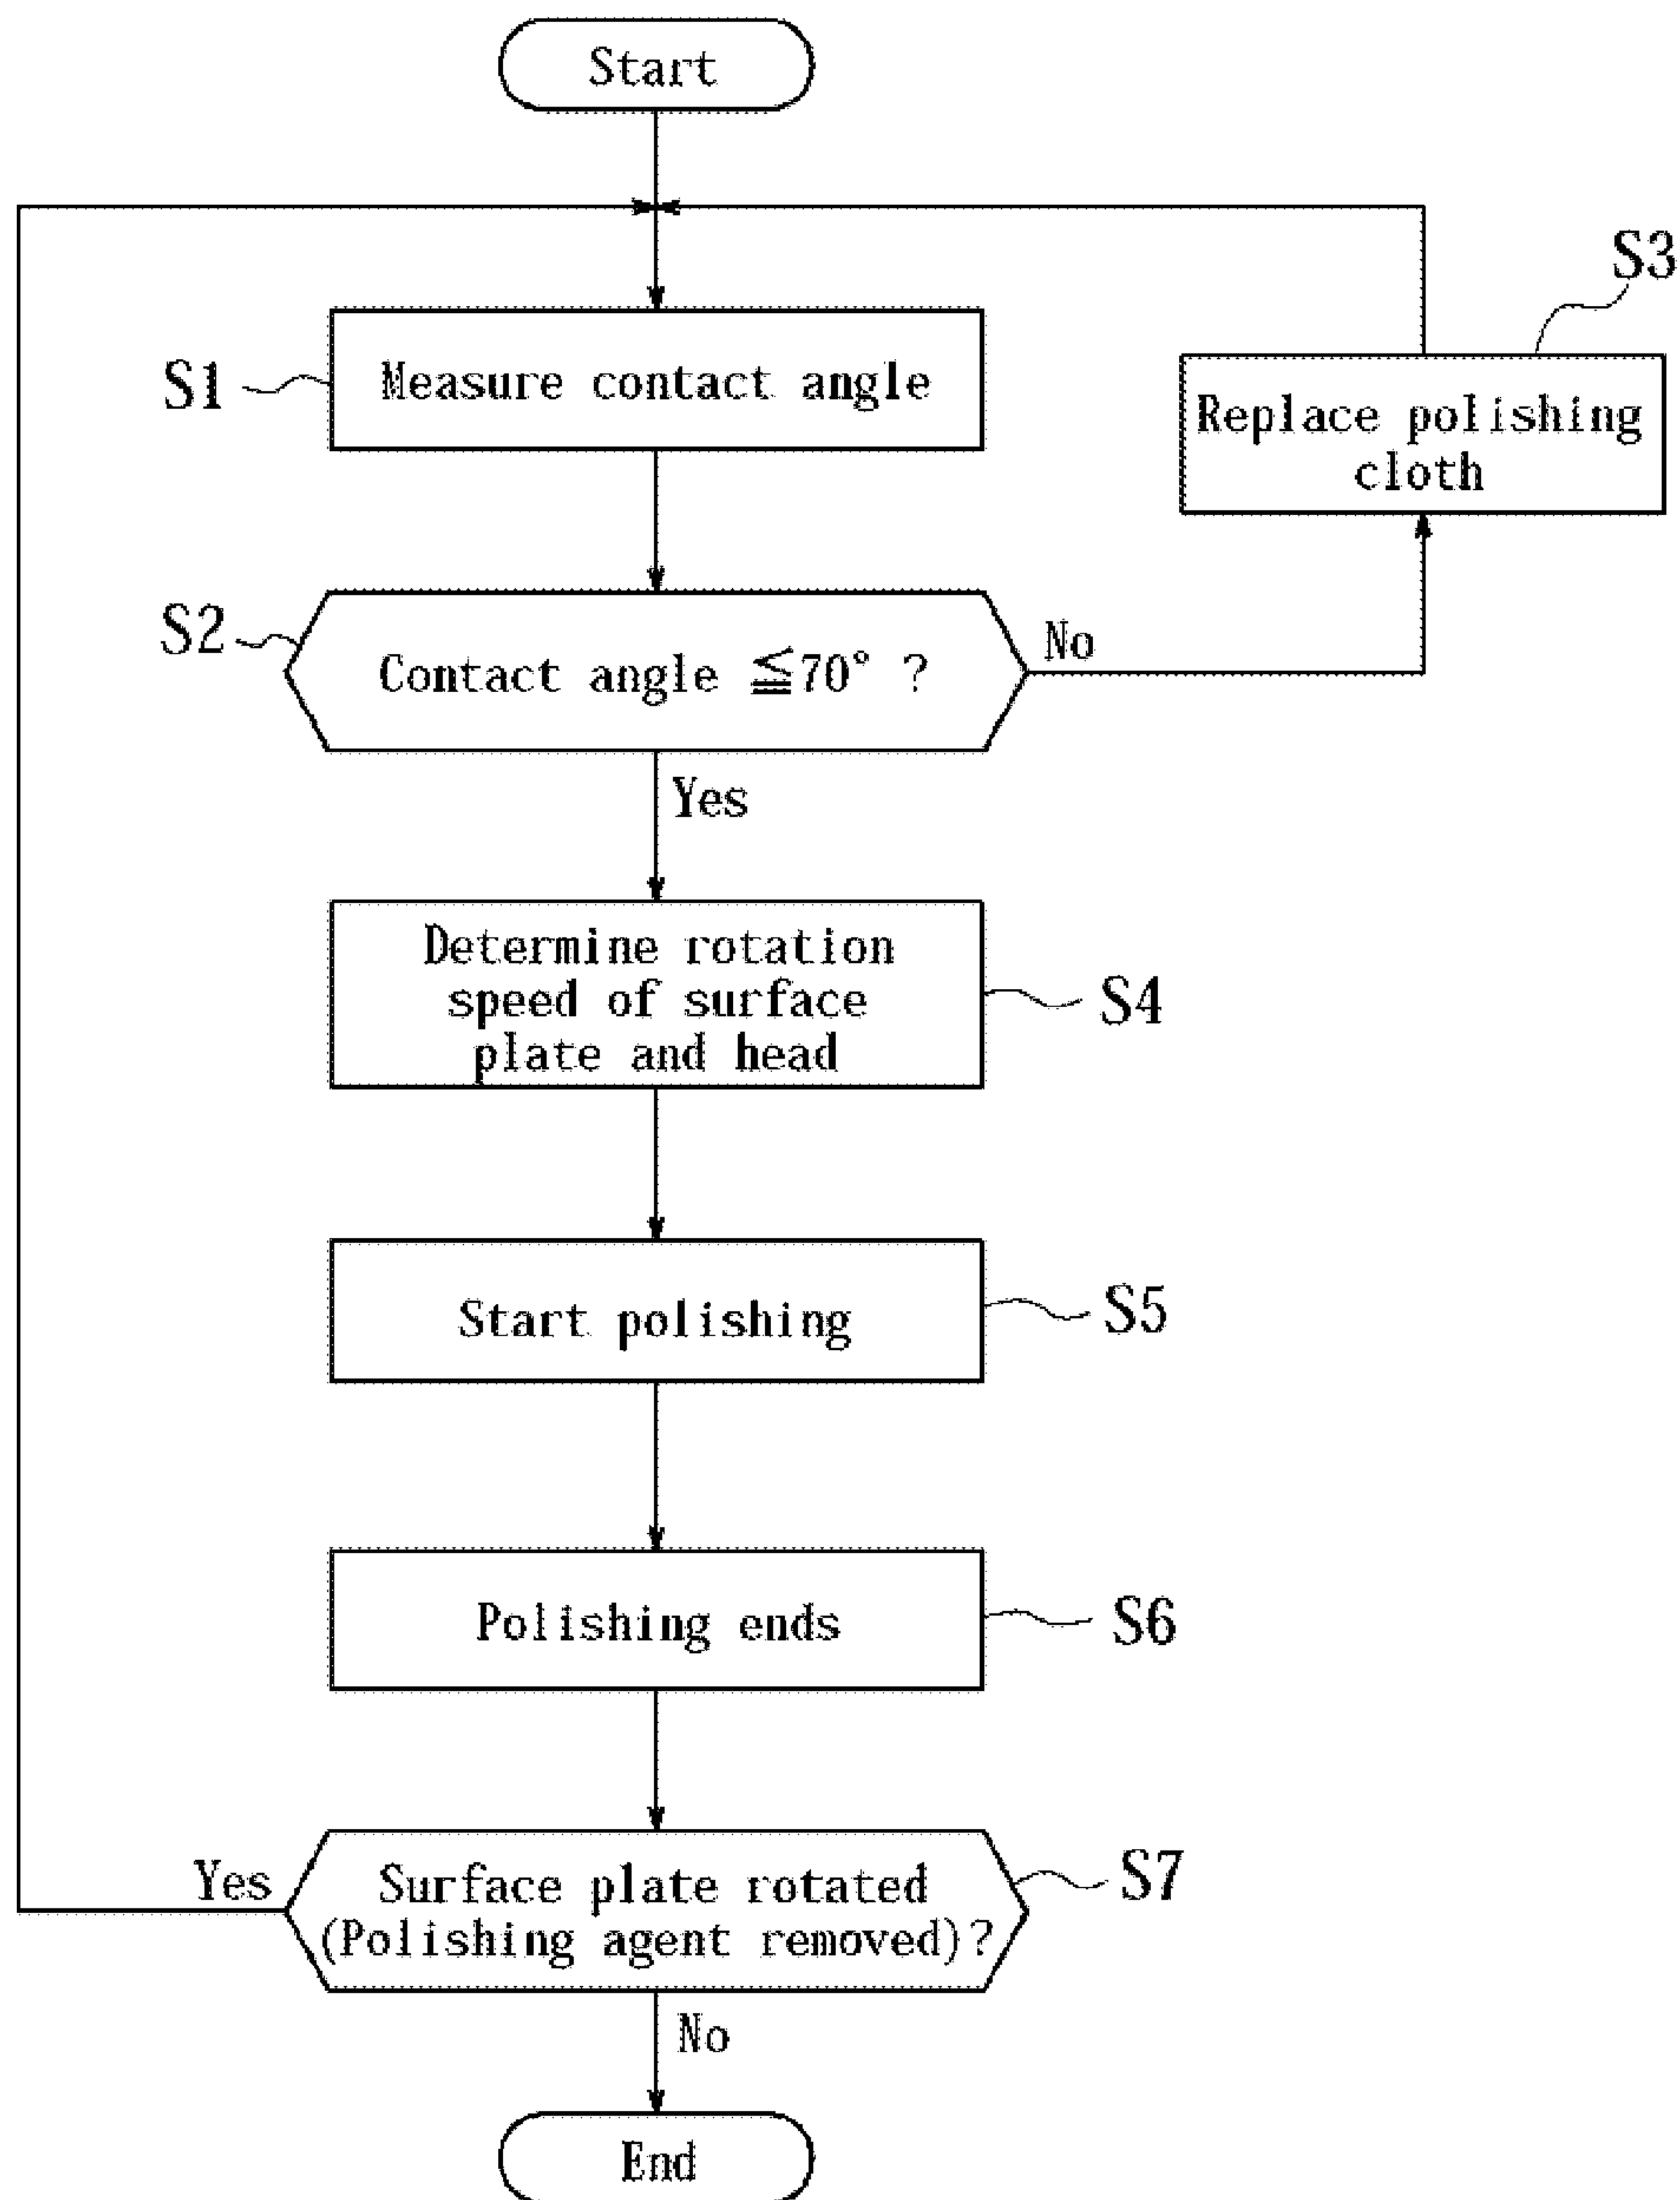 Start
S3
S1
Measure contact angle
Replace polishing
cloth
S2
Contact angle ≦70° ?
No
Yes
Determine rotation
speed of surface
plate and head
S4
Start polishing
S5
Polishing ends
S6
Yes
Surface plate rotated
(Polishing agent removed)?
S7
No
End